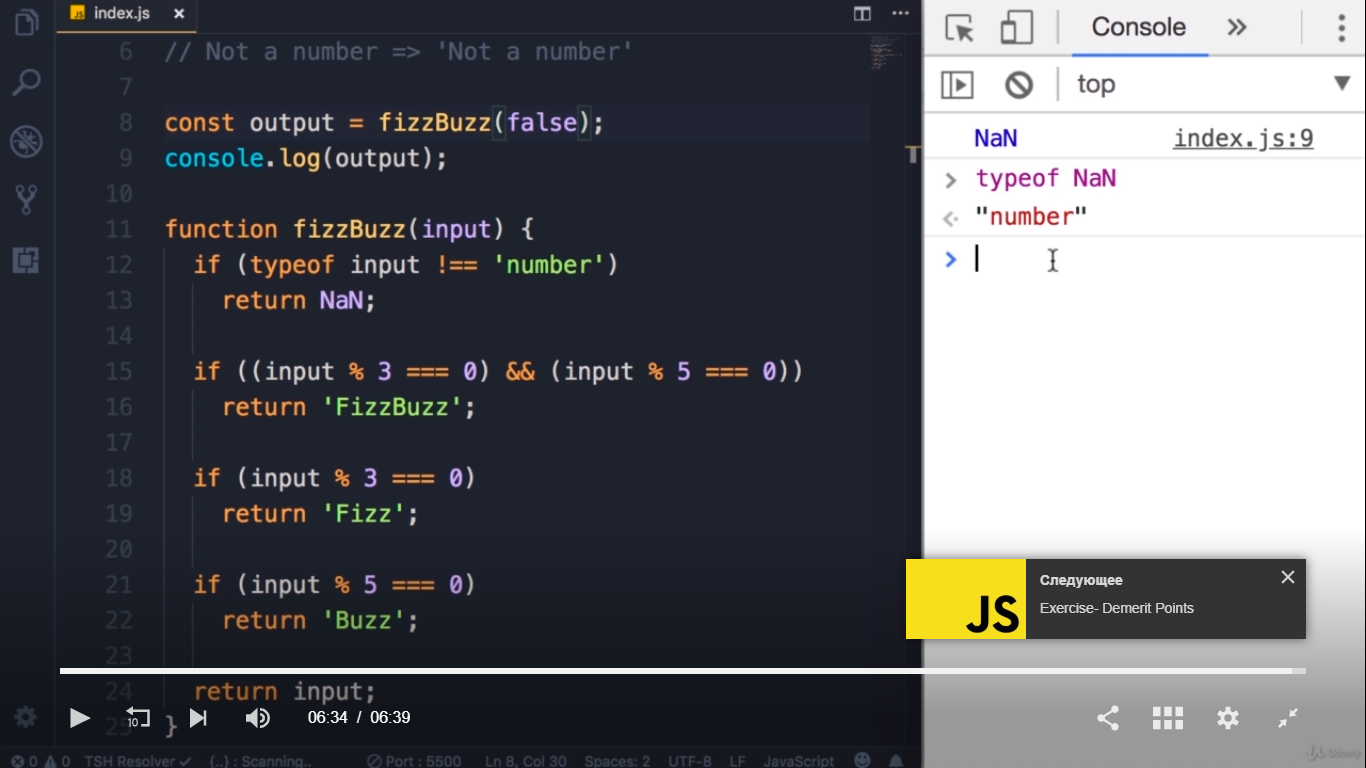 index.js
6 // Not a number => 'Not a number'
7
8 const output = fizzBuzz(false);
9 console.log(output);
10
11 function fizzBuzz(input) {
12 if (typeof input !== 'number')
13 return NaN;
14
15 if ((input % 3 === 0) && (input % 5 === 0))
16 return 'FizzBuzz';
17
18 if (input % 3 === 0)
19 return 'Fizz';
20
21 if (input % 5 === 0)
22 return 'Buzz';
23
24 return input;
25 }
Console
top
NaN index.js:9
> typeof NaN
"number"
>
Следующее
JS Exercise- Demerit Points
10 06:34 / 06:39
0 0 TSH Resolver {..} : Scanning.. Port : 5500 Ln 8, Col 30 Spaces: 2 UTF-8 LF JavaScript
Udemy